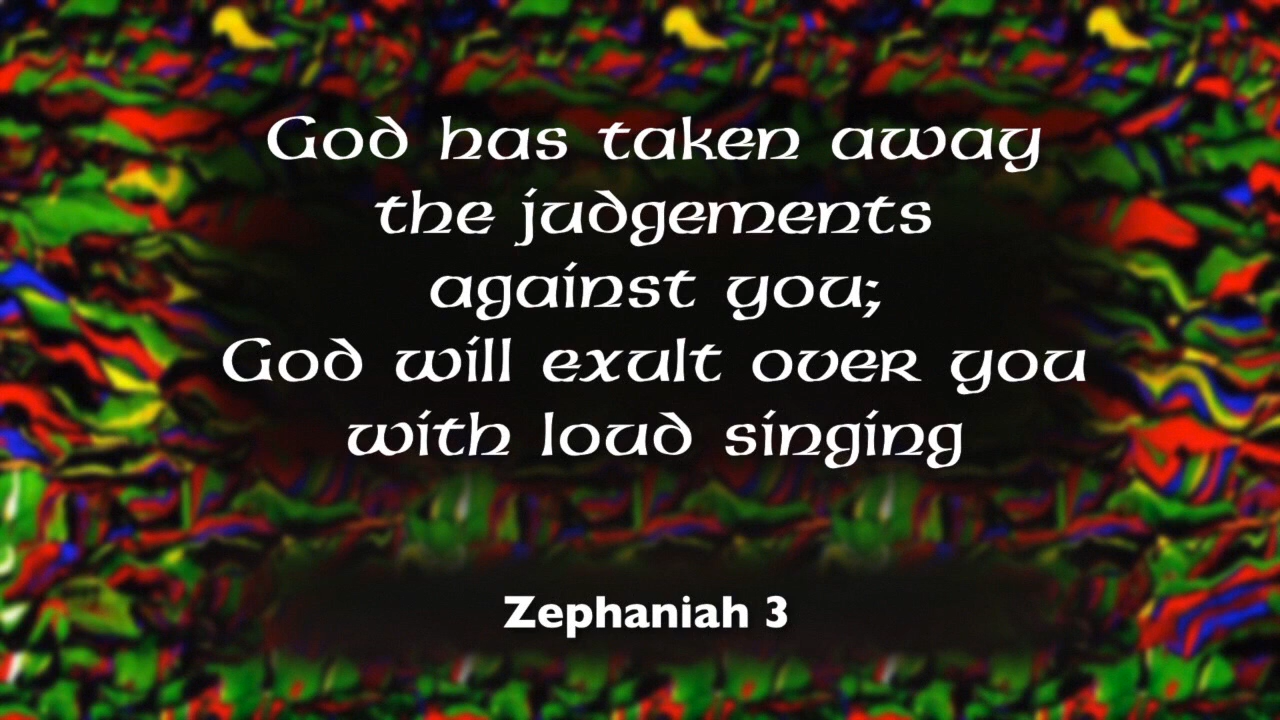 God has taken away
the judgements
against you;
God will exult over you
with loud singing
Zephaniah 3